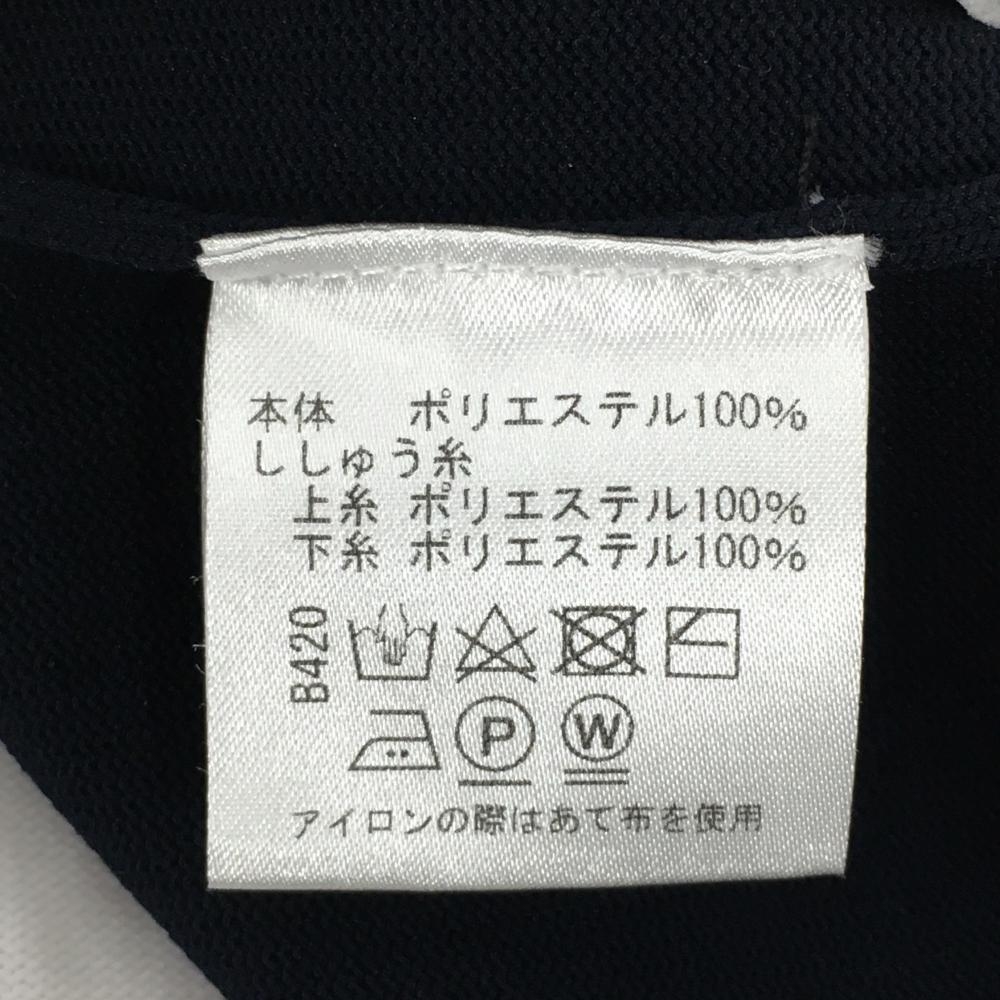 本体 ポリエステル100%
ししゅう糸
上糸 ポリエステル100%
下糸 ポリエステル100%
B420
P W
アイロンの際はあて布を使用